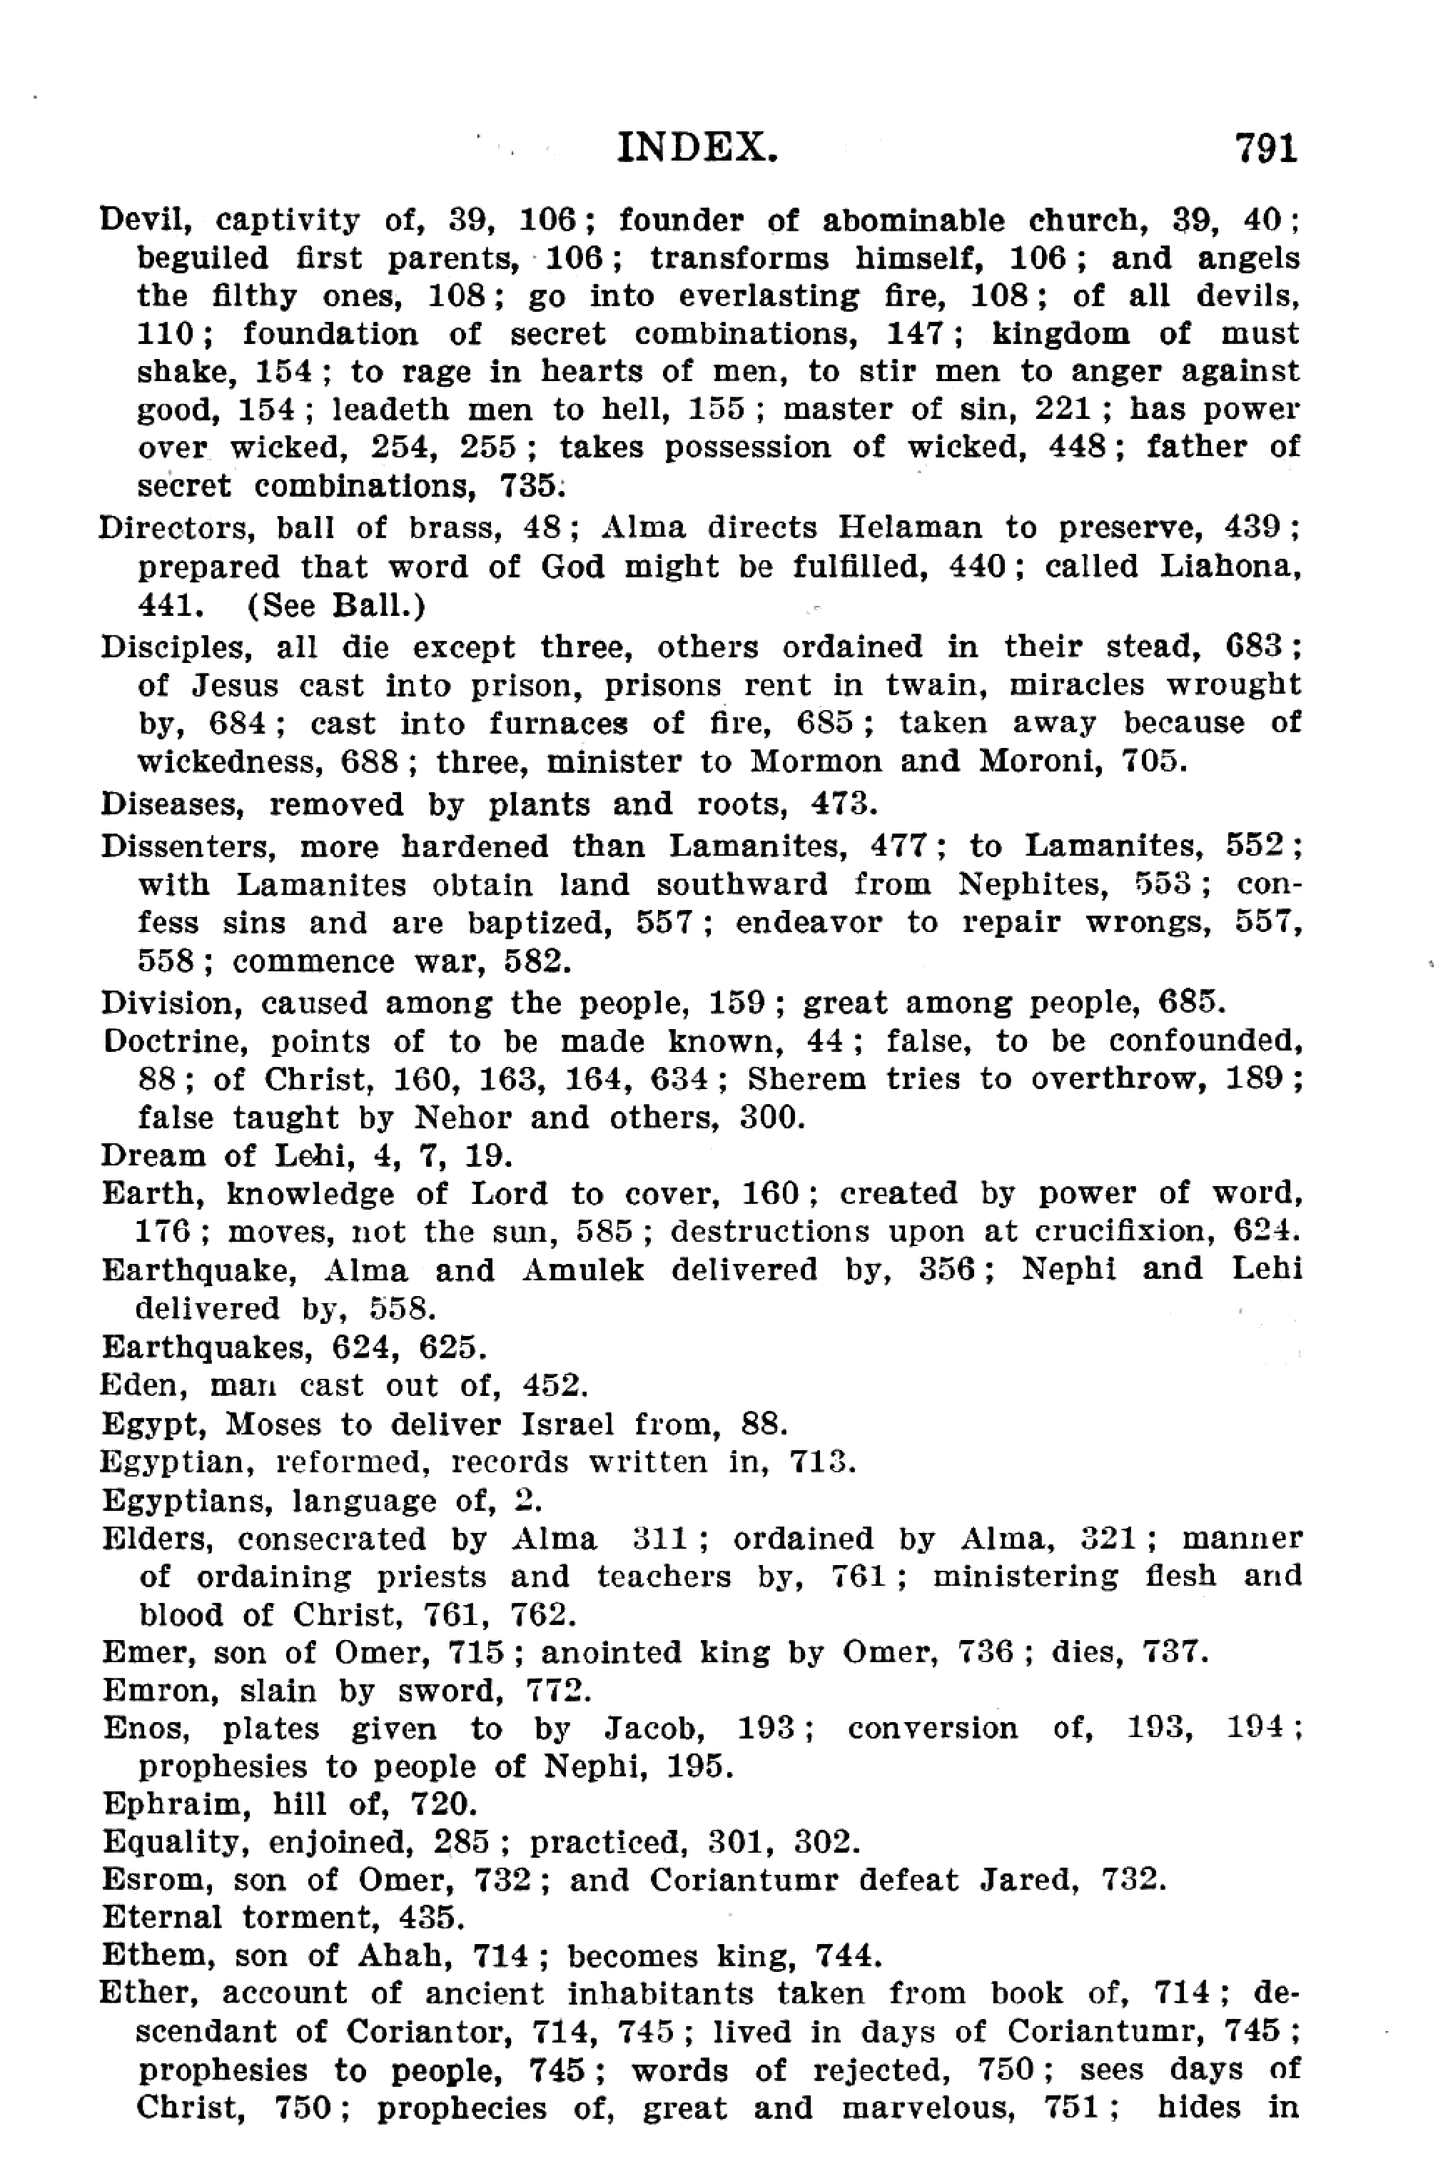 INDEX. 791
Devil, captivity of, 39, 106; founder of abominable church, 39, 40;
beguiled first parents, 106; transforms himself, 106; and angels
the filthy ones, 108; go into everlasting fire, 108; of all devils,
110; foundation of secret combinations, 147; kingdom of must
shake, 154; to rage in hearts of men, to stir men to anger against
good, 154; leadeth men to hell, 155; master of sin, 221; has power
over wicked, 254, 255; takes possession of wicked, 448; father of
secret combinations, 735.
Directors, ball of brass, 48; Alma directs Helaman to preserve, 439;
prepared that word of God might be fulfilled, 440; called Liahona,
441. (See Ball.)
Disciples, all die except three, others ordained in their stead, 683;
of Jesus cast into prison, prisons rent in twain, miracles wrought
by, 684; cast into furnaces of fire, 685; taken away because of
wickedness, 688; three, minister to Mormon and Moroni, 705.
Diseases, removed by plants and roots, 473.
Dissenters, more hardened than Lamanites, 477; to Lamanites, 552;
with Lamanites obtain land southward from Nephites, 553; con-
fess sins and are baptized, 557; endeavor to repair wrongs, 557,
558; commence war, 582.
Division, caused among the people, 159; great among people, 685.
Doctrine, points of to be made known, 44; false, to be confounded,
88; of Christ, 160, 163, 164, 634; Sherem tries to overthrow, 189;
false taught by Nehor and others, 300.
Dream of Lehi, 4, 7, 19.
Earth, knowledge of Lord to cover, 160; created by power of word,
176; moves, not the sun, 585; destructions upon at crucifixion, 624.
Earthquake, Alma and Amulek delivered by, 356; Nephi and Lehi
delivered by, 558.
Earthquakes, 624, 625.
Eden, man cast out of, 452.
Egypt, Moses to deliver Israel from, 88.
Egyptian, reformed, records written in, 713.
Egyptians, language of, 2.
Elders, consecrated by Alma 311; ordained by Alma, 321; manner
of ordaining priests and teachers by, 761; ministering flesh and
blood of Christ, 761, 762.
Emer, son of Omer, 715; anointed king by Omer, 736; dies, 737.
Emron, slain by sword, 772.
Enos, plates given to by Jacob, 193; conversion of, 193, 194;
prophesies to people of Nephi, 195.
Ephraim, hill of, 720.
Equality, enjoined, 285; practiced, 301, 302.
Esrom, son of Omer, 732; and Coriantumr defeat Jared, 732.
Eternal torment, 435.
Ethem, son of Ahah, 714; becomes king, 744.
Ether, account of ancient inhabitants taken from book of, 714; de-
scendant of Coriantor, 714, 745; lived in days of Coriantumr, 745;
prophesies to people, 745; words of rejected, 750; sees days of
Christ, 750; prophecies of, great and marvelous, 751; hides in